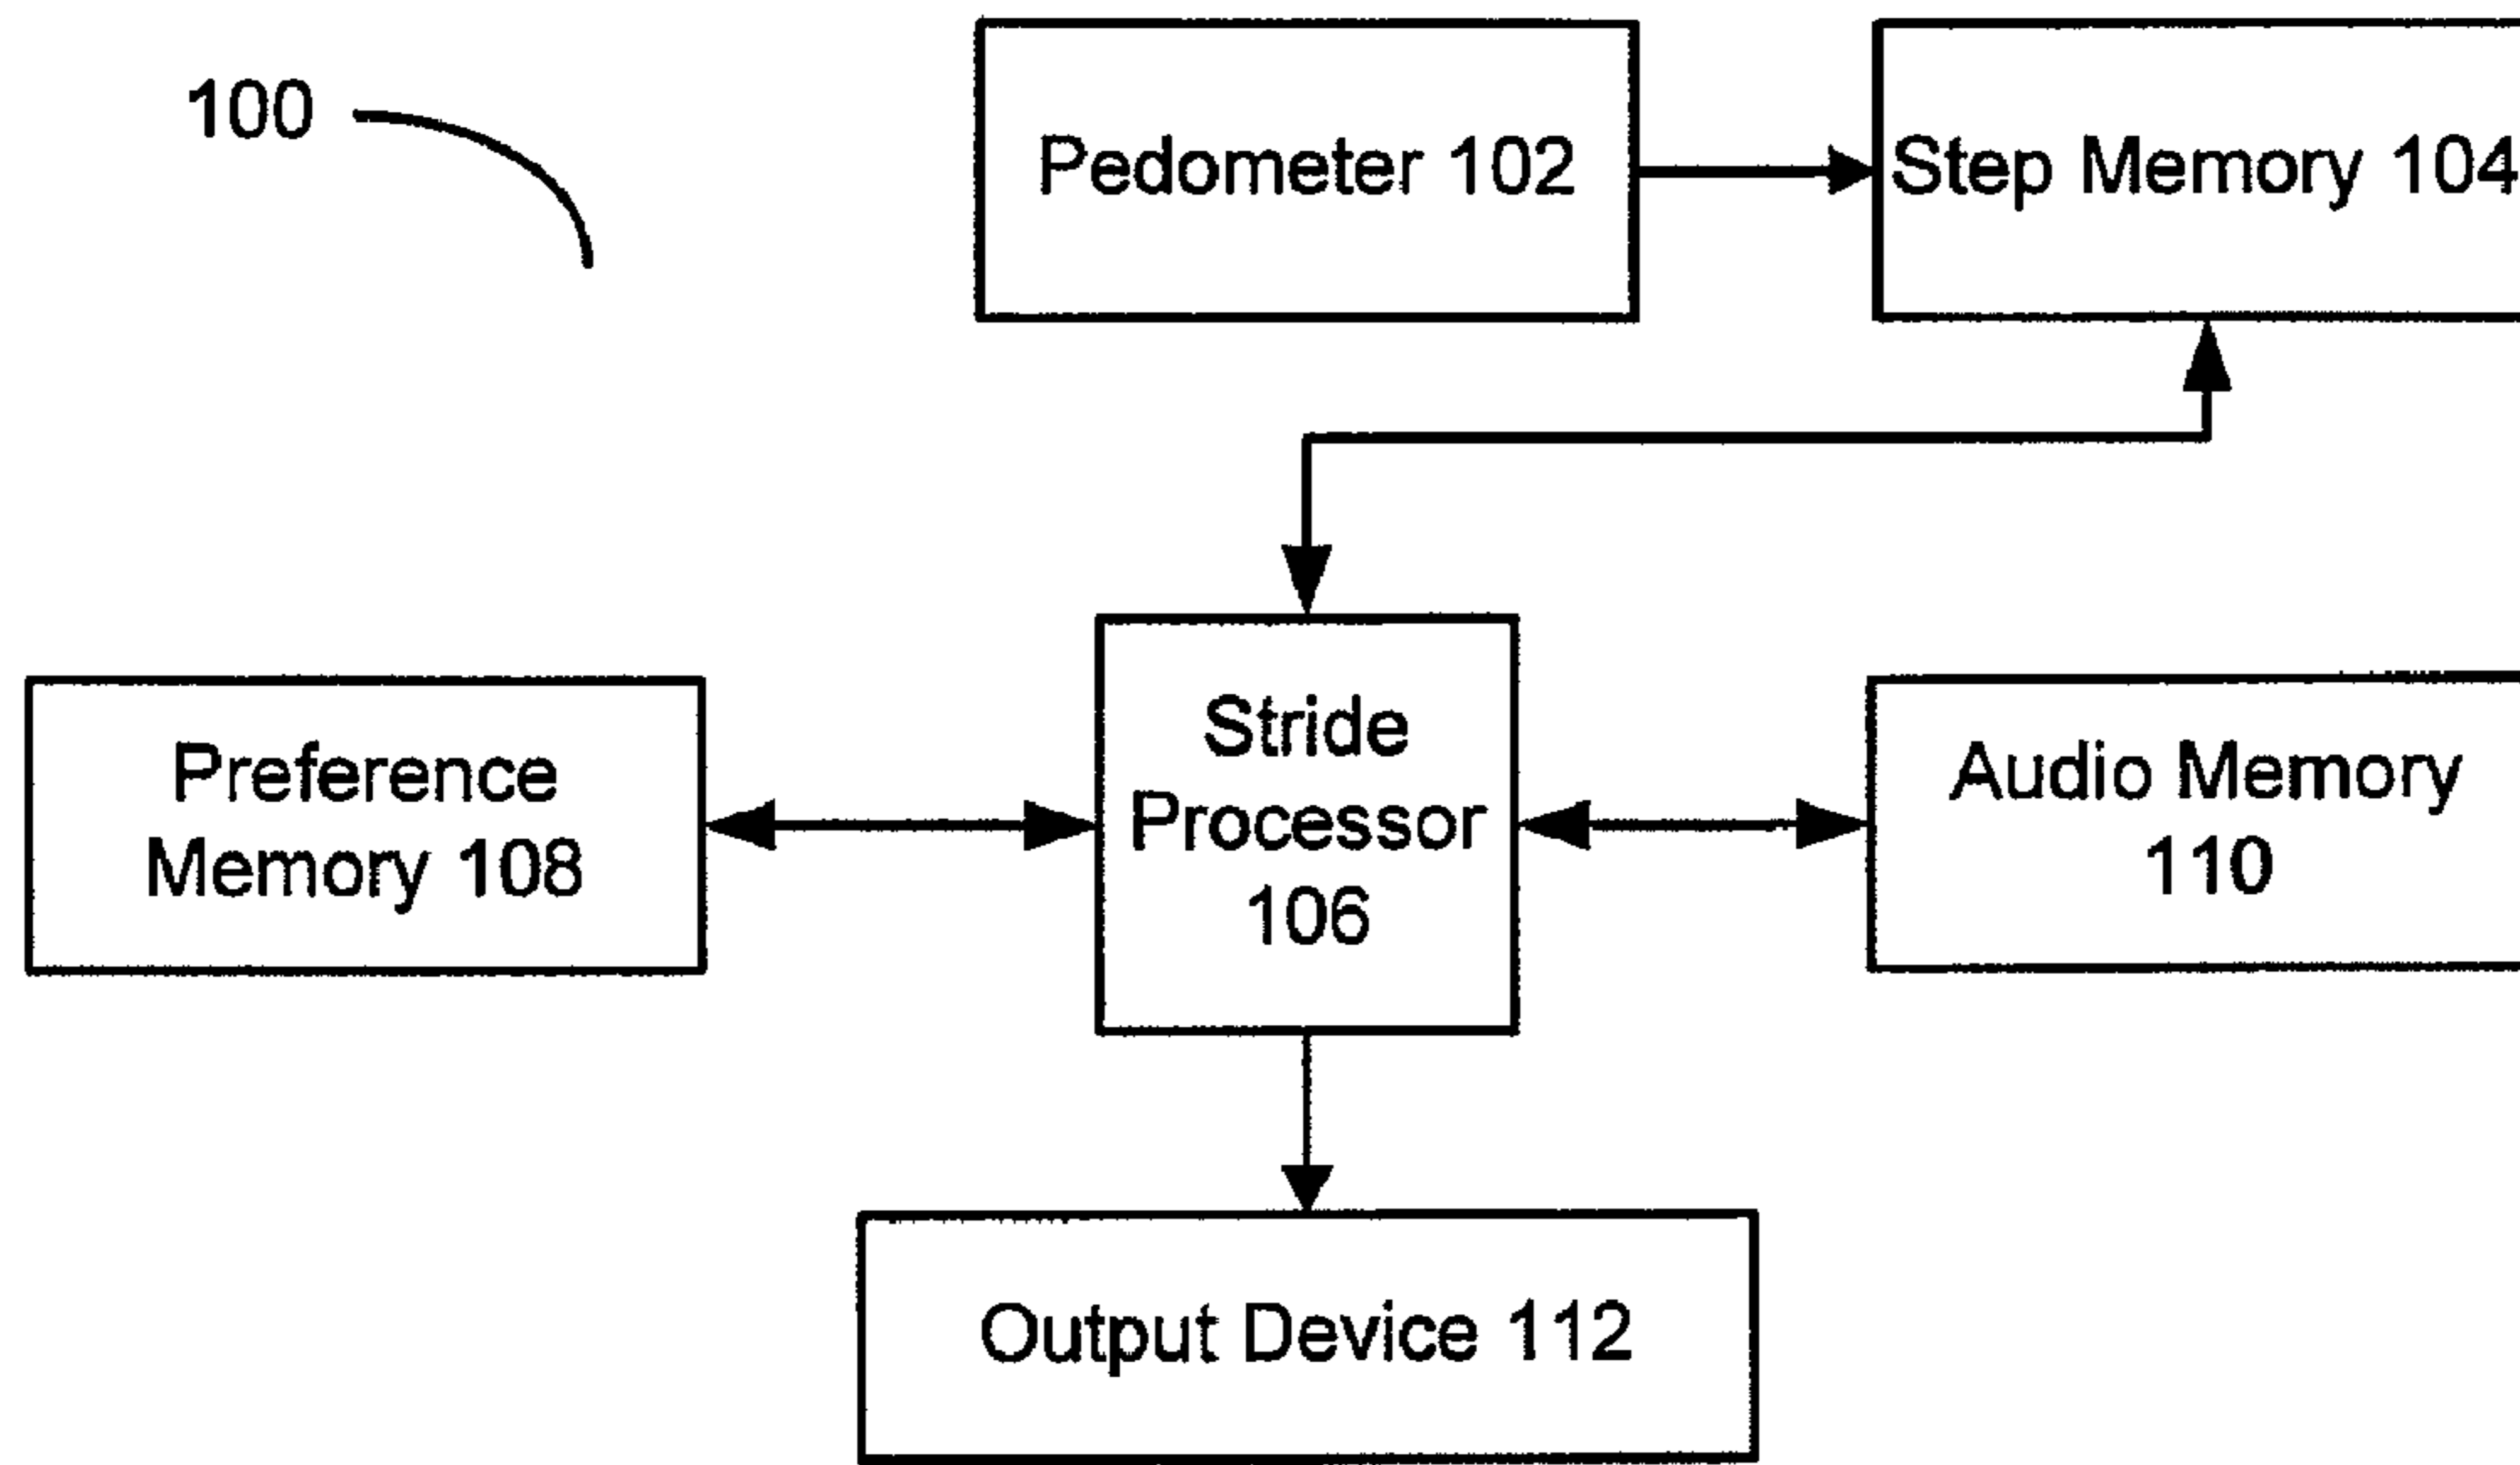 100
Pedometer 102
Step Memory 104
Stride
Processor
106
Preference
Memory 108
Audio Memory
110
Output Device 112